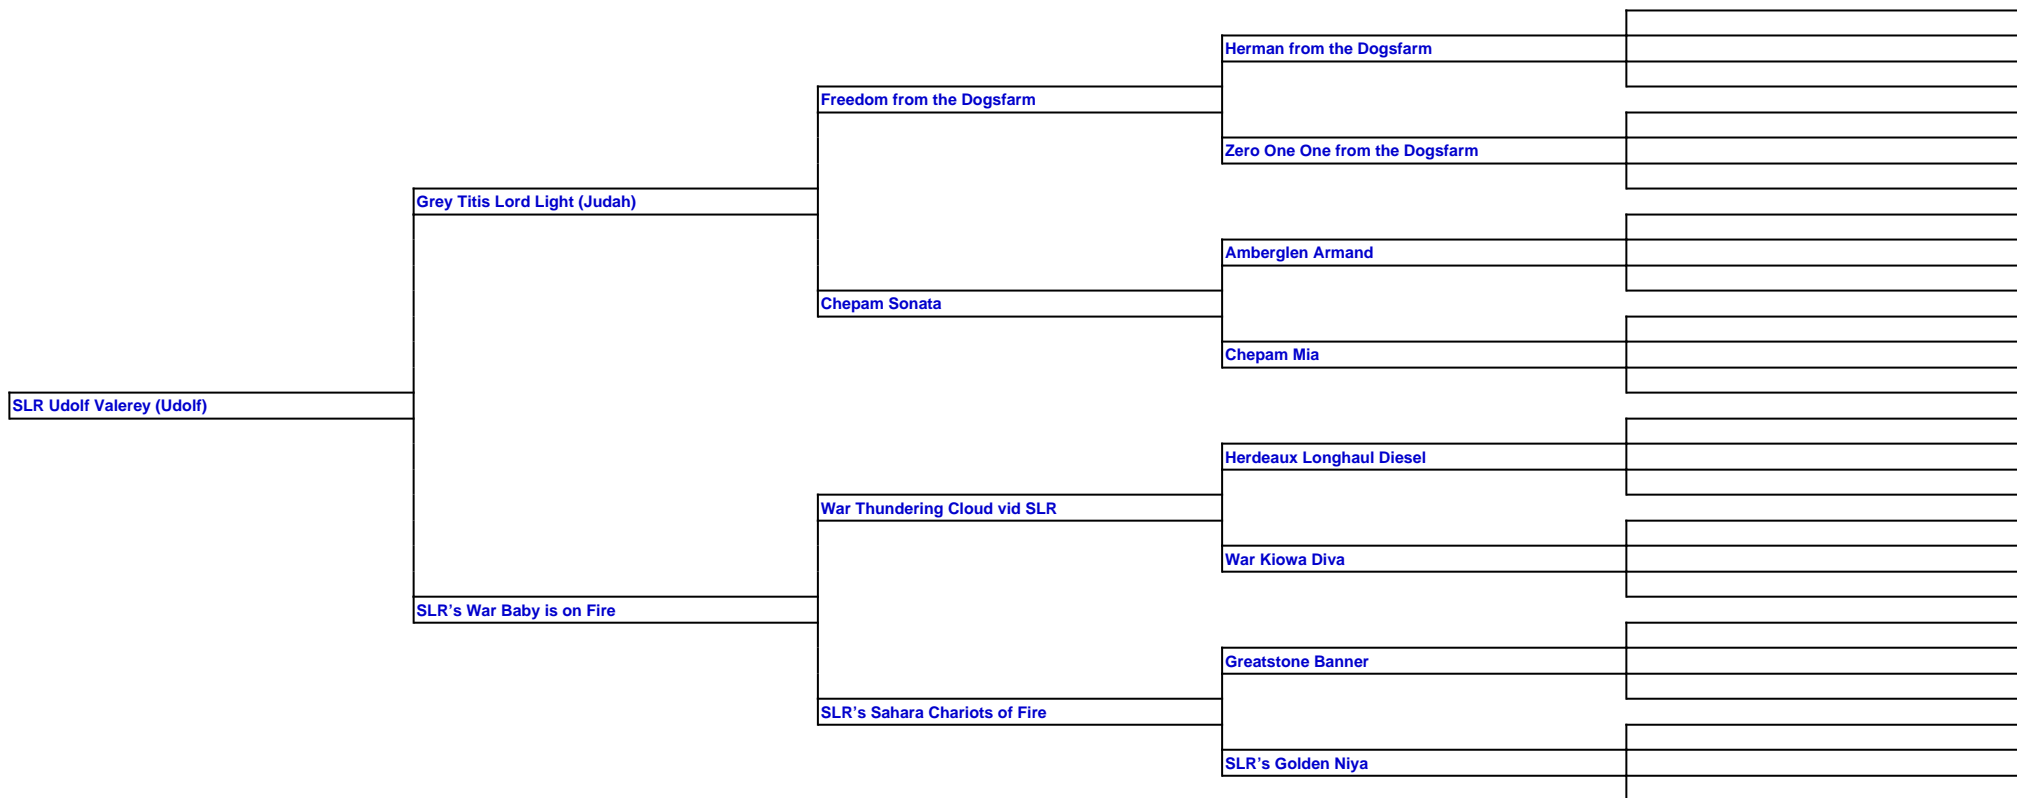 Herman from the Dogsfarm
Freedom from the Dogsfarm
Zero One One from the Dogsfarm
Grey Titis Lord Light (Judah)
Amberglen Armand
Chepam Sonata
Chepam Mia
SLR Udolf Valerey (Udolf)
Herdeaux Longhaul Diesel
War Thundering Cloud vid SLR
War Kiowa Diva
SLR’s War Baby is on Fire
Greatstone Banner
SLR’s Sahara Chariots of Fire
SLR’s Golden Niya